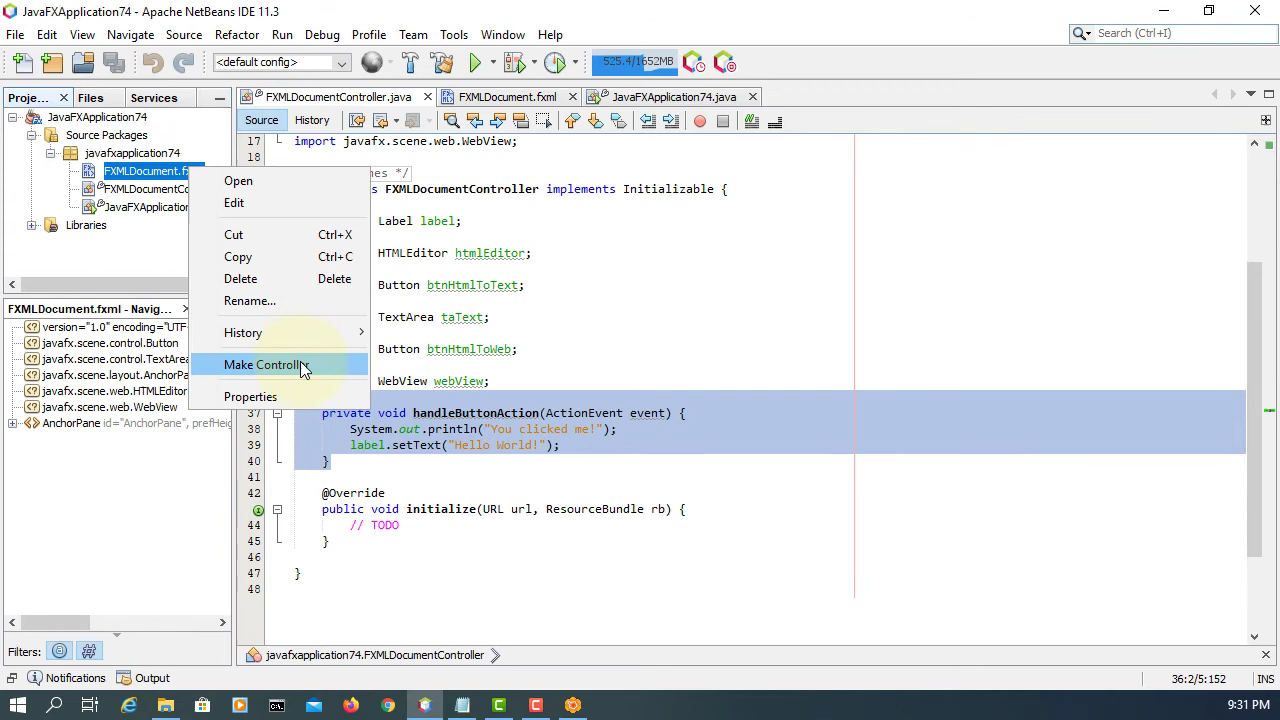 JavaFXApplication74 - Apache NetBeans IDE 11.3
File Edit View Navigate Source Refactor Run Debug Profile Team Tools Window Help
Search (Ctrl+I)
<default config>
525.4/1652MB
Proje... Files Services
FXMLDocumentController.java FXMLDocument.fxml JavaFXApplication74.java
Source History
JavaFXApplication74
Source Packages
javafxapplication74
FXMLDocument.fx
FXMLDocumentCo
JavaFXApplication
Libraries
Open
Edit
Cut Ctrl+X
Copy Ctrl+C
Delete Delete
Rename...
History
Make Controller
Properties
FXMLDocument.fxml - Navig...
version="1.0" encoding="UTF-
javafx.scene.control.Button
javafx.scene.control.TextArea
javafx.scene.layout.AnchorPa
javafx.scene.web.HTMLEditor
javafx.scene.web.WebView
AnchorPane id="AnchorPane", prefHeig
Filters:
17 import javafx.scene.web.WebView;
18
nes */
s FXMLDocumentController implements Initializable {
Label label;
HTMLEditor htmlEditor;
Button btnHtmlToText;
TextArea taText;
Button btnHtmlToWeb;
WebView webView;
37 private void handleButtonAction(ActionEvent event) {
38 System.out.println("You clicked me!");
39 label.setText("Hello World!");
40 }
41
42 @Override
public void initialize(URL url, ResourceBundle rb) {
44 // TODO
45 }
46
47 }
48
javafxapplication74.FXMLDocumentController
Notifications Output
36:2/5:152 INS
9:31 PM